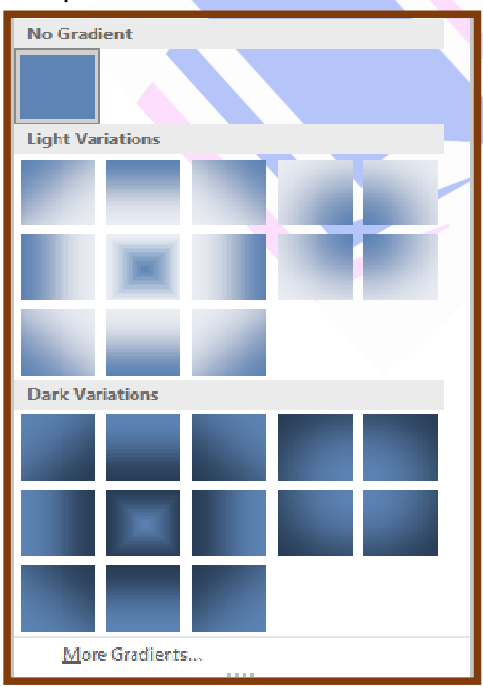 No Gradient
Light Variations
Dark Variations
More Gradients...